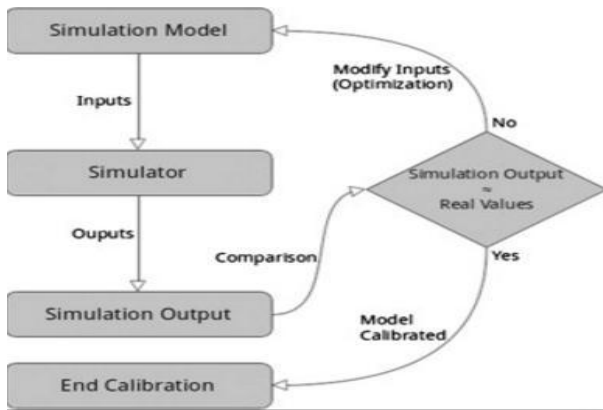 Simulation Model
Modify Inputs
(Optimization)
Inputs
No
Simulator
Simulation Output
≈
Real Values
Ouputs
Comparison
Yes
Simulation Output
Model
Calibrated
End Calibration